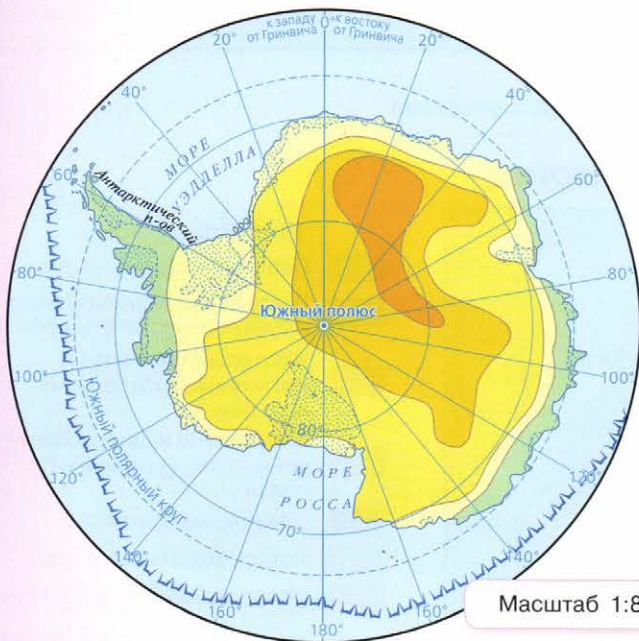 к западу 0° к востоку
от Гринвича от Гринвича
20° 20°
40° 40°
МОРЕ
УЭДДЕЛЛА
60° 60°
Антарктический
п-ов
80° 80°
Южный полюс
100° 100°
Южный полярный круг
80°
МОРЕ
РОССА
70°
120° 120°
140° 140°
160° 160°
180°
Масштаб 1:8